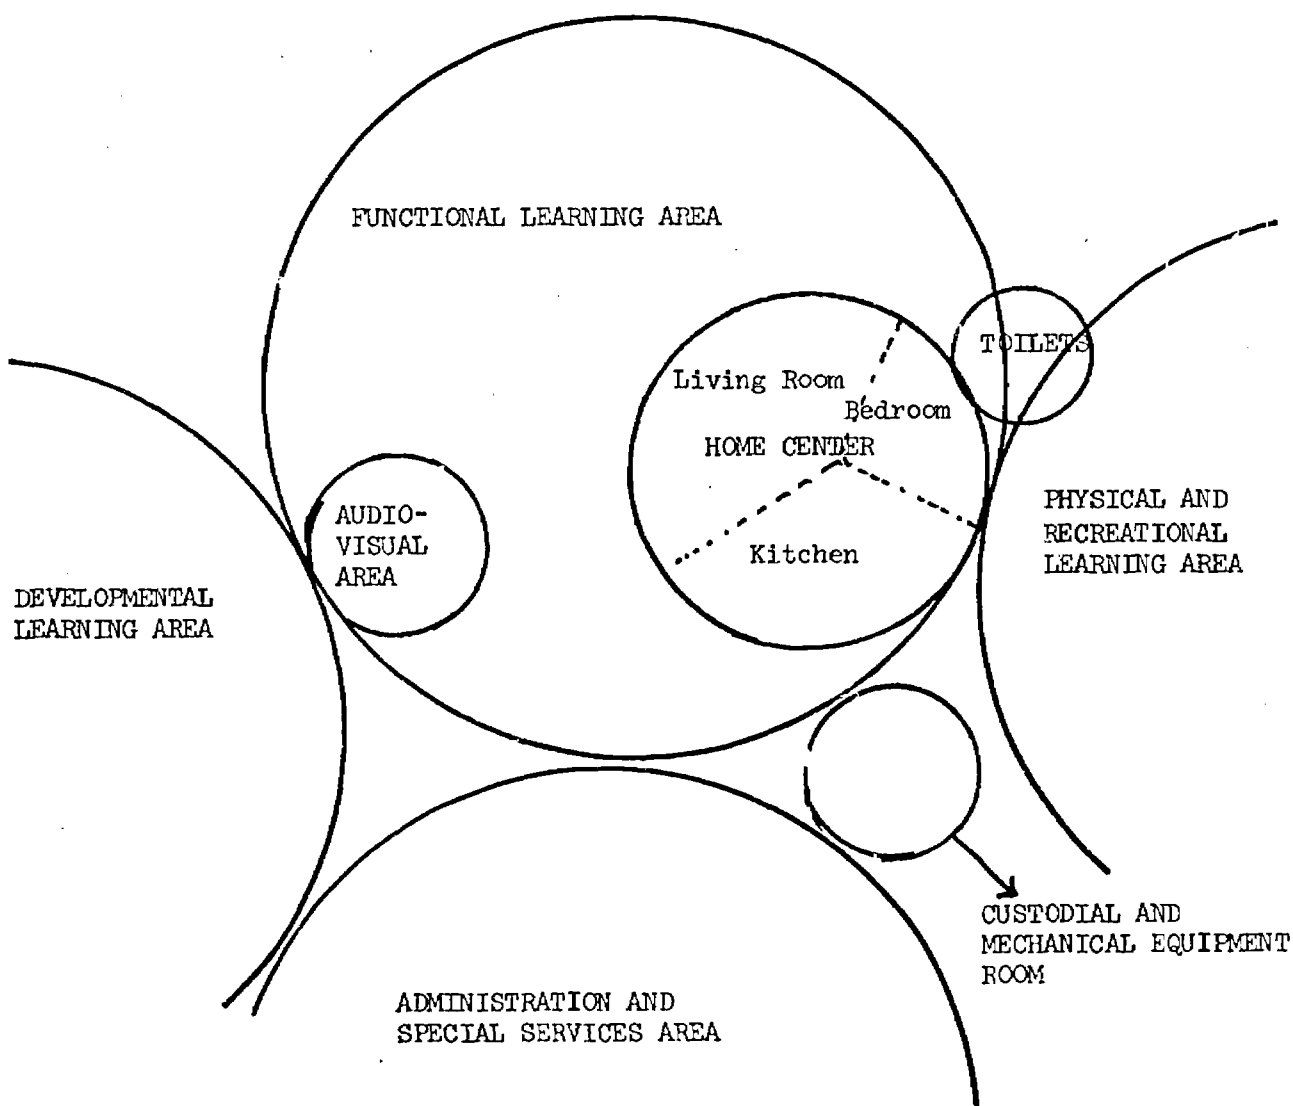 FUNCTIONAL LEARNING AREA
TOILETS
Living Room
Bedroom
HOME CENTER
Kitchen
AUDIO-
VISUAL
AREA
PHYSICAL AND
RECREATIONAL
LEARNING AREA
DEVELOPMENTAL
LEARNING AREA
CUSTODIAL AND
MECHANICAL EQUIPMENT
ROOM
ADMINISTRATION AND
SPECIAL SERVICES AREA